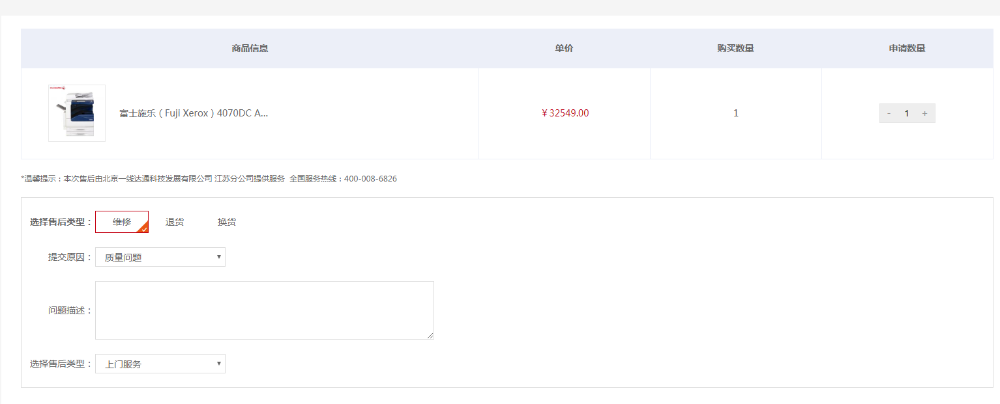 商品信息 单价 购买数量 申请数量
富士施乐（Fuji Xerox）4070DC A... ￥32549.00 1 - 1 +
*温馨提示：本次售后由北京一线达通科技发展有限公司 江苏分公司提供服务 全国服务热线：400-008-6826
选择售后类型： 维修 退货 换货
提交原因： 质量问题
问题描述：
选择售后类型： 上门服务